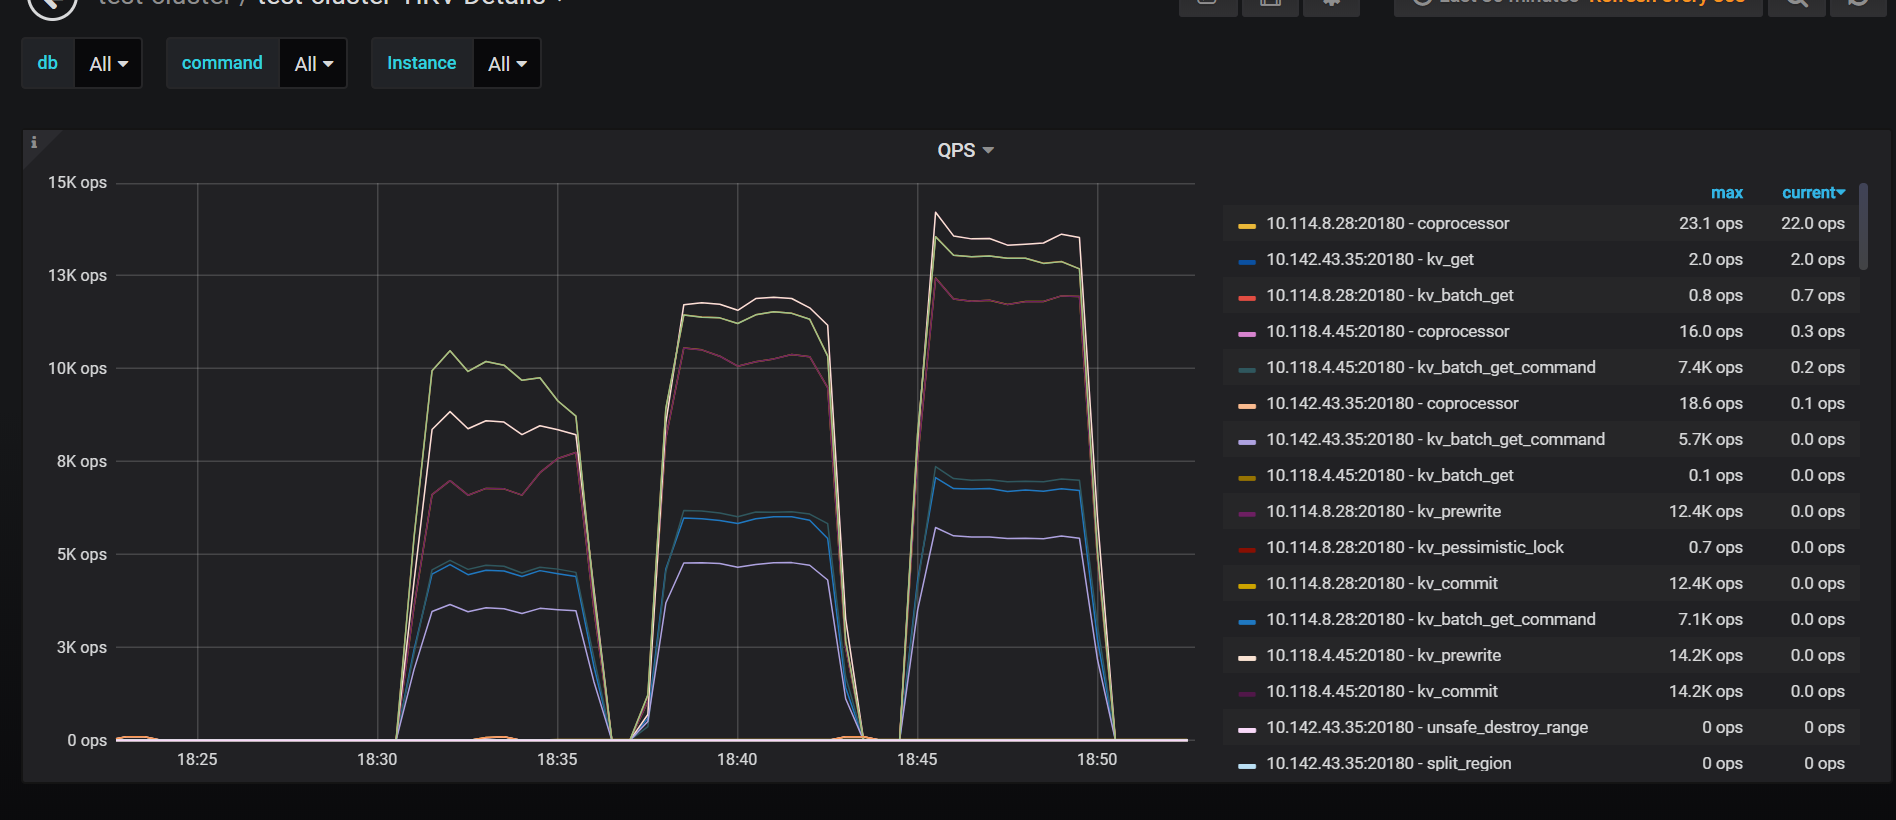 test-cluster / test-cluster-TiKV-Details
Last 30 minutes Refresh every 30s
db All command All Instance All
i
QPS
15K ops
13K ops
10K ops
8K ops
5K ops
3K ops
0 ops
18:25 18:30 18:35 18:40 18:45 18:50
max current
10.114.8.28:20180 - coprocessor 23.1 ops 22.0 ops
10.142.43.35:20180 - kv_get 2.0 ops 2.0 ops
10.114.8.28:20180 - kv_batch_get 0.8 ops 0.7 ops
10.118.4.45:20180 - coprocessor 16.0 ops 0.3 ops
10.118.4.45:20180 - kv_batch_get_command 7.4K ops 0.2 ops
10.142.43.35:20180 - coprocessor 18.6 ops 0.1 ops
10.142.43.35:20180 - kv_batch_get_command 5.7K ops 0.0 ops
10.118.4.45:20180 - kv_batch_get 0.1 ops 0.0 ops
10.114.8.28:20180 - kv_prewrite 12.4K ops 0.0 ops
10.114.8.28:20180 - kv_pessimistic_lock 0.7 ops 0.0 ops
10.114.8.28:20180 - kv_commit 12.4K ops 0.0 ops
10.114.8.28:20180 - kv_batch_get_command 7.1K ops 0.0 ops
10.118.4.45:20180 - kv_prewrite 14.2K ops 0.0 ops
10.118.4.45:20180 - kv_commit 14.2K ops 0.0 ops
10.142.43.35:20180 - unsafe_destroy_range 0 ops 0 ops
10.142.43.35:20180 - split_region 0 ops 0 ops